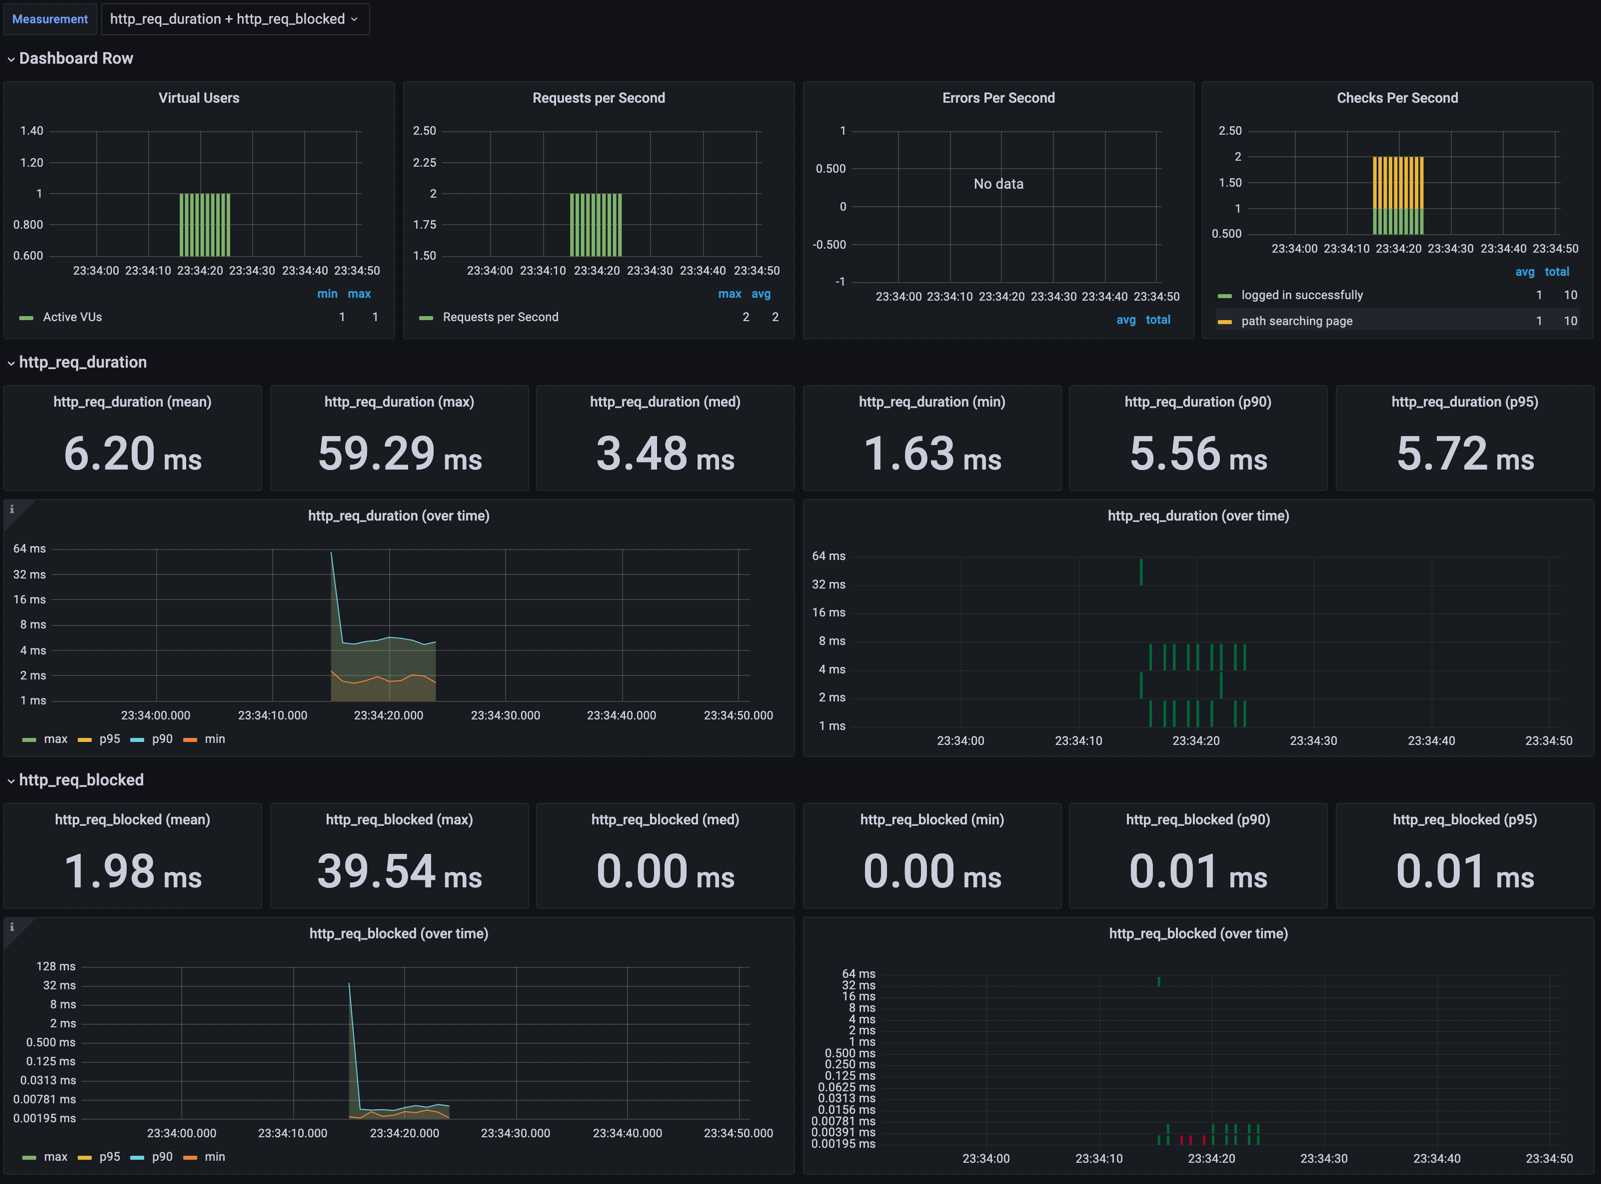 Measurement http_req_duration + http_req_blocked
Dashboard Row
Virtual Users
1.40
1.20
1
0.800
0.600
23:34:00 23:34:10 23:34:20 23:34:30 23:34:40 23:34:50
min max
Active VUs 1 1
Requests per Second
2.50
2.25
2
1.75
1.50
23:34:00 23:34:10 23:34:20 23:34:30 23:34:40 23:34:50
max avg
Requests per Second 2 2
Errors Per Second
1
0.500
0
-0.500
-1
No data
23:34:00 23:34:10 23:34:20 23:34:30 23:34:40 23:34:50
avg total
Checks Per Second
2.50
2
1.50
1
0.500
23:34:00 23:34:10 23:34:20 23:34:30 23:34:40 23:34:50
avg total
logged in successfully 1 10
path searching page 1 10
http_req_duration
http_req_duration (mean)
6.20 ms
http_req_duration (max)
59.29 ms
http_req_duration (med)
3.48 ms
http_req_duration (min)
1.63 ms
http_req_duration (p90)
5.56 ms
http_req_duration (p95)
5.72 ms
i
http_req_duration (over time)
64 ms
32 ms
16 ms
8 ms
4 ms
2 ms
1 ms
23:34:00.000 23:34:10.000 23:34:20.000 23:34:30.000 23:34:40.000 23:34:50.000
max p95 p90 min
http_req_duration (over time)
64 ms
32 ms
16 ms
8 ms
4 ms
2 ms
1 ms
23:34:00 23:34:10 23:34:20 23:34:30 23:34:40 23:34:50
http_req_blocked
http_req_blocked (mean)
1.98 ms
http_req_blocked (max)
39.54 ms
http_req_blocked (med)
0.00 ms
http_req_blocked (min)
0.00 ms
http_req_blocked (p90)
0.01 ms
http_req_blocked (p95)
0.01 ms
i
http_req_blocked (over time)
128 ms
32 ms
8 ms
2 ms
0.500 ms
0.125 ms
0.0313 ms
0.00781 ms
0.00195 ms
23:34:00.000 23:34:10.000 23:34:20.000 23:34:30.000 23:34:40.000 23:34:50.000
max p95 p90 min
http_req_blocked (over time)
64 ms
32 ms
16 ms
8 ms
4 ms
2 ms
1 ms
0.500 ms
0.250 ms
0.125 ms
0.0625 ms
0.0313 ms
0.0156 ms
0.00781 ms
0.00391 ms
0.00195 ms
23:34:00 23:34:10 23:34:20 23:34:30 23:34:40 23:34:50